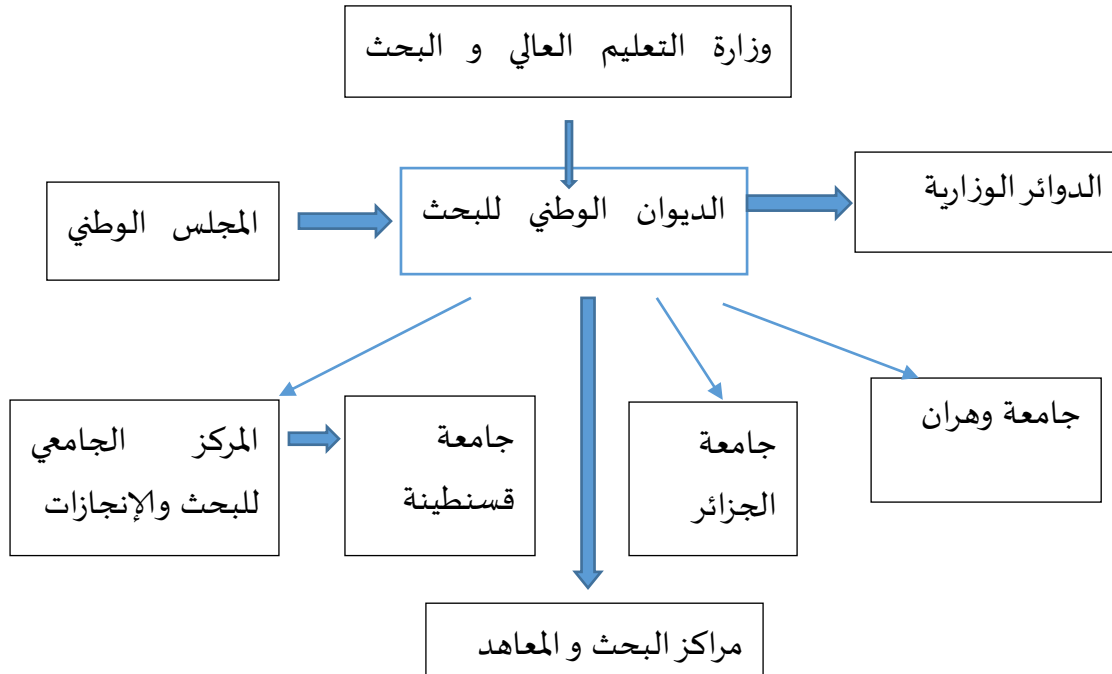 وزارة التعليم العالي و البحث
الدوائر الوزارية
الديوان الوطني للبحث
المجلس الوطني
جامعة وهران
جامعة
الجزائر
جامعة
قسنطينة
المركز الجامعي
للبحث والإنجازات
مراكز البحث و المعاهد